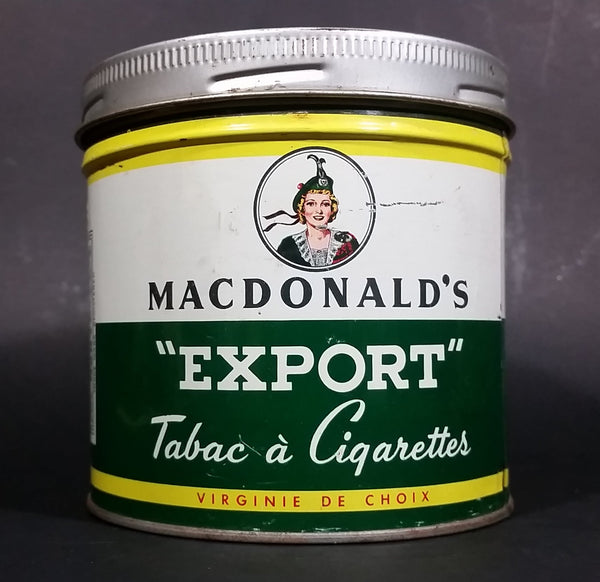 MACDONALD'S
"EXPORT"
Tabac à Cigarettes
VIRGINIE DE CHOIX